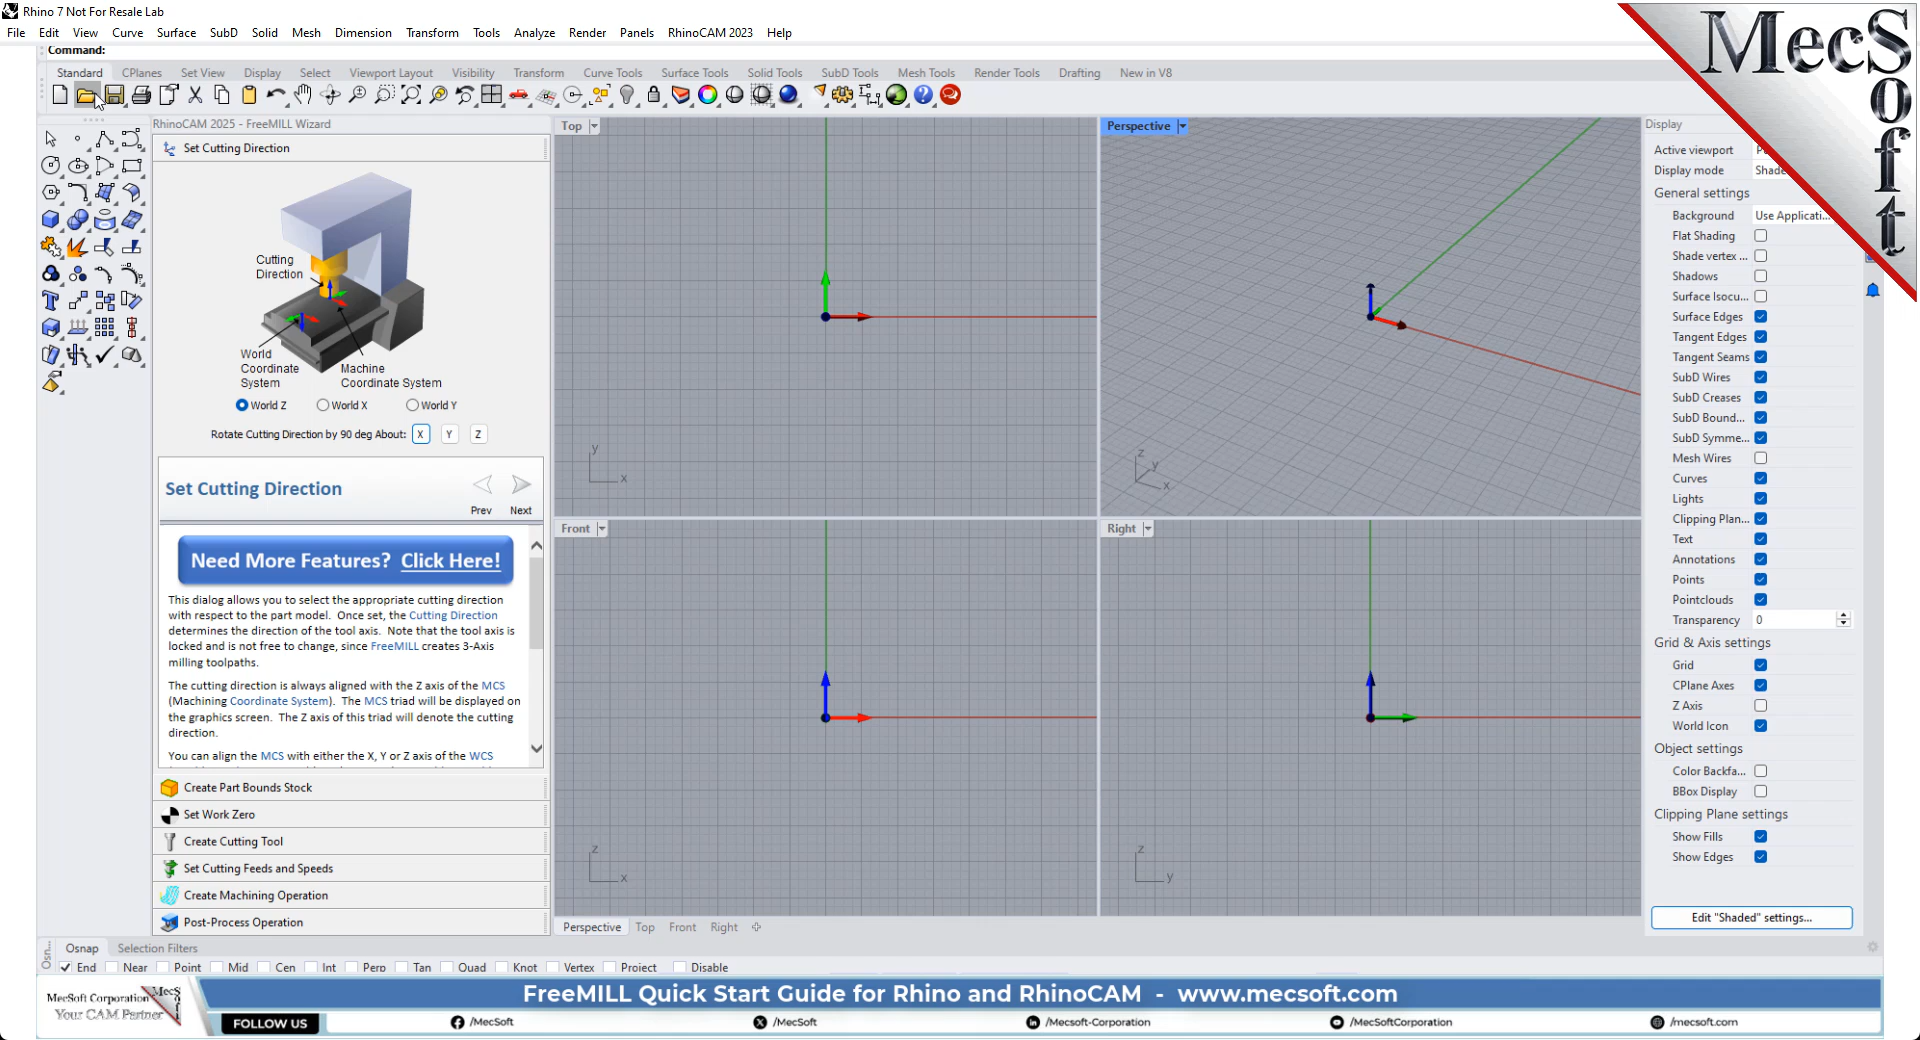 Rhino 7 Not For Resale Lab
File Edit View Curve Surface SubD Solid Mesh Dimension Transform Tools Analyze Render Panels RhinoCAM 2023 Help
Command:
Standard CPlanes Set View Display Select Viewport Layout Visibility Transform Curve Tools Surface Tools Solid Tools SubD Tools Mesh Tools Render Tools Drafting New in V8
MecSoft
RhinoCAM 2025 - FreeMILL Wizard
Set Cutting Direction
Cutting
Direction
World
Coordinate
System
Machine
Coordinate System
World Z World X World Y
Rotate Cutting Direction by 90 deg About: X Y Z
Set Cutting Direction
Prev Next
Need More Features? Click Here!
This dialog allows you to select the appropriate cutting direction
with respect to the part model. Once set, the Cutting Direction
determines the direction of the tool axis. Note that the tool axis is
locked and is not free to change, since FreeMILL creates 3-Axis
milling toolpaths.
The cutting direction is always aligned with the Z axis of the MCS
(Machining Coordinate System). The MCS triad will be displayed on
the graphics screen. The Z axis of this triad will denote the cutting
direction.
You can align the MCS with either the X, Y or Z axis of the WCS
Create Part Bounds Stock
Set Work Zero
Create Cutting Tool
Set Cutting Feeds and Speeds
Create Machining Operation
Post-Process Operation
Top
y
x
Perspective
z
y
x
Front
z
x
Right
z
y
Perspective Top Front Right
Display
Active viewport
Display mode Shade
General settings
Background Use Applicati...
Flat Shading
Shade vertex ...
Shadows
Surface Isocu...
Surface Edges
Tangent Edges
Tangent Seams
SubD Wires
SubD Creases
SubD Bound...
SubD Symme...
Mesh Wires
Curves
Lights
Clipping Plan...
Text
Annotations
Points
Pointclouds
Transparency 0
Grid & Axis settings
Grid
CPlane Axes
Z Axis
World Icon
Object settings
Color Backfa...
BBox Display
Clipping Plane settings
Show Fills
Show Edges
Edit "Shaded" settings...
Osn...
Osnap Selection Filters
End Near Point Mid Cen Int Perp Tan Quad Knot Vertex Project Disable
MecSoft Corporation
Your CAM Partner
MecSoft
FreeMILL Quick Start Guide for Rhino and RhinoCAM - www.mecsoft.com
FOLLOW US /MecSoft /MecSoft /Mecsoft-Corporation /MecSoftCorporation /mecsoft.com